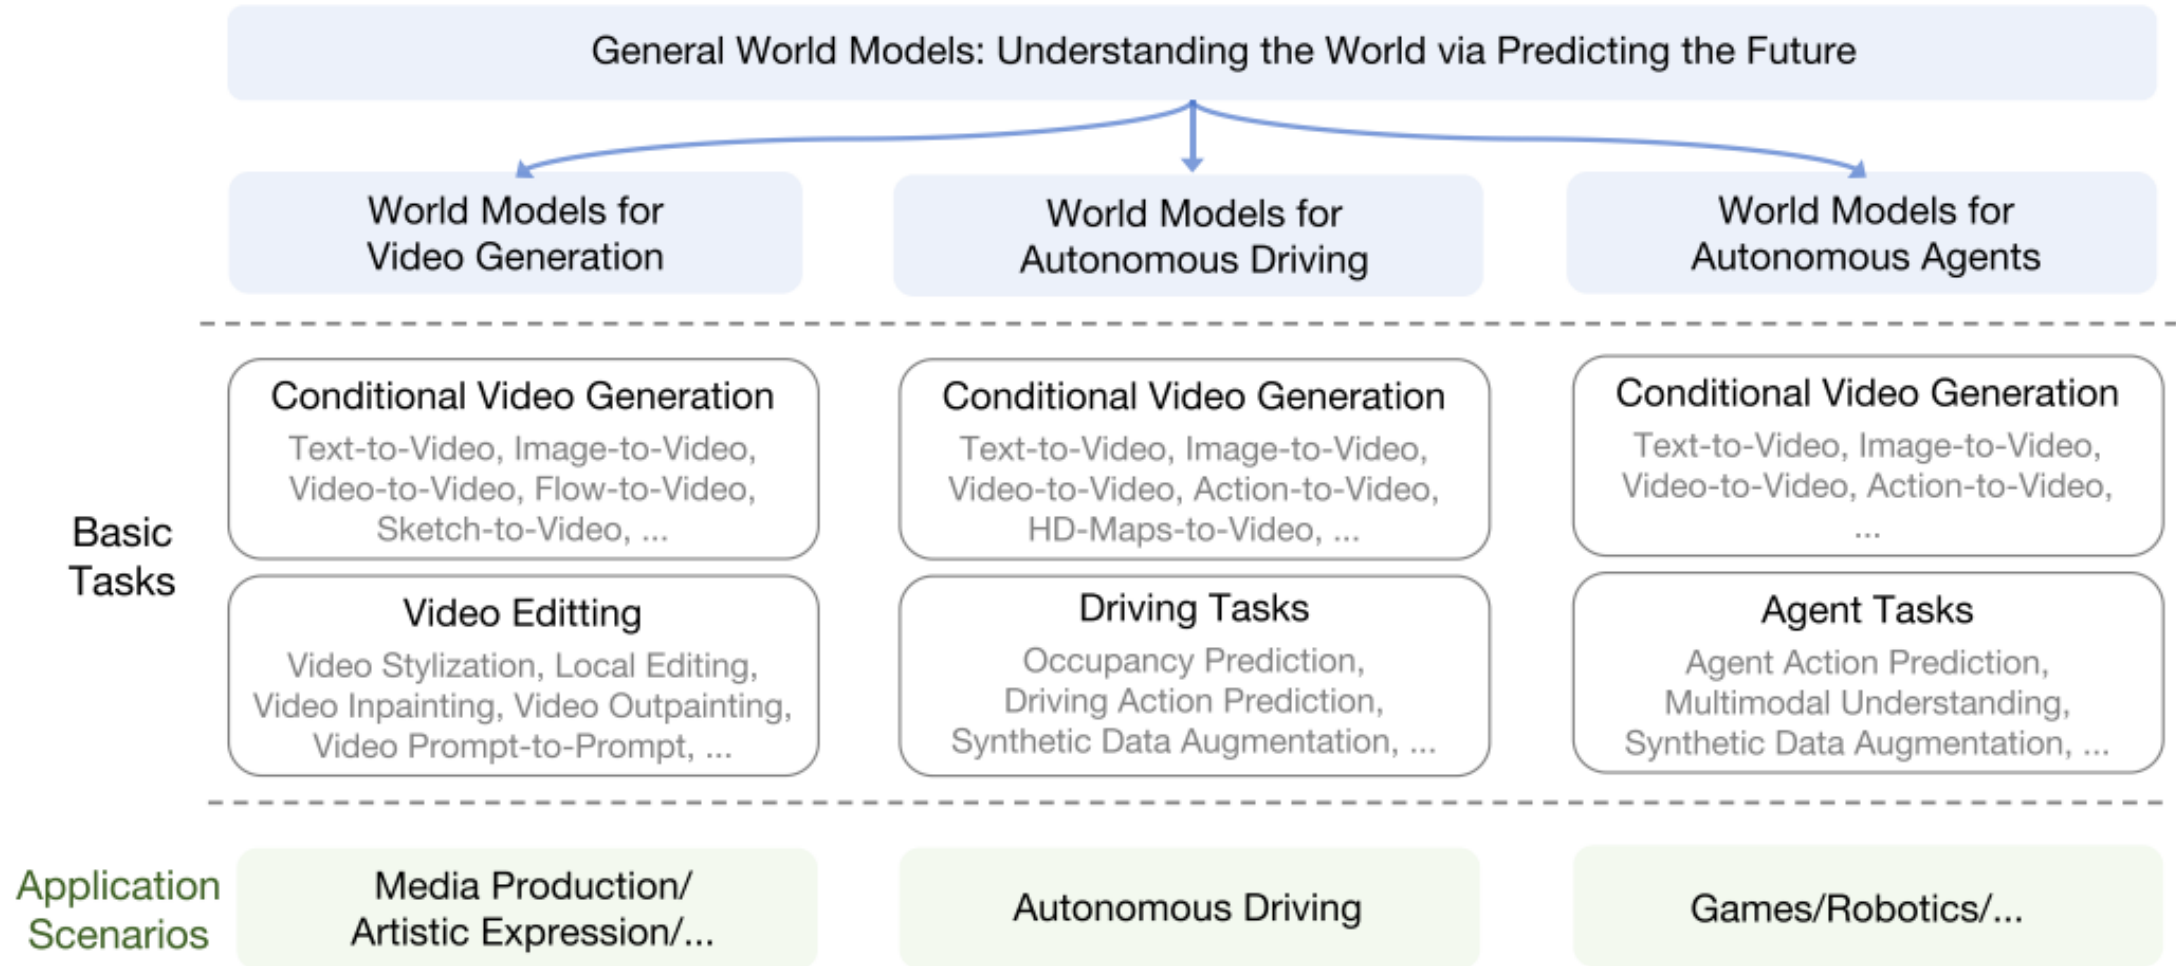 General World Models: Understanding the World via Predicting the Future
World Models for
Video Generation
World Models for
Autonomous Driving
World Models for
Autonomous Agents
Basic
Tasks
Conditional Video Generation
Text-to-Video, Image-to-Video,
Video-to-Video, Flow-to-Video,
Sketch-to-Video, ...
Conditional Video Generation
Text-to-Video, Image-to-Video,
Video-to-Video, Action-to-Video,
HD-Maps-to-Video, ...
Conditional Video Generation
Text-to-Video, Image-to-Video,
Video-to-Video, Action-to-Video,
...
Video Editting
Video Stylization, Local Editing,
Video Inpainting, Video Outpainting,
Video Prompt-to-Prompt, ...
Driving Tasks
Occupancy Prediction,
Driving Action Prediction,
Synthetic Data Augmentation, ...
Agent Tasks
Agent Action Prediction,
Multimodal Understanding,
Synthetic Data Augmentation, ...
Application
Scenarios
Media Production/
Artistic Expression/...
Autonomous Driving
Games/Robotics/...